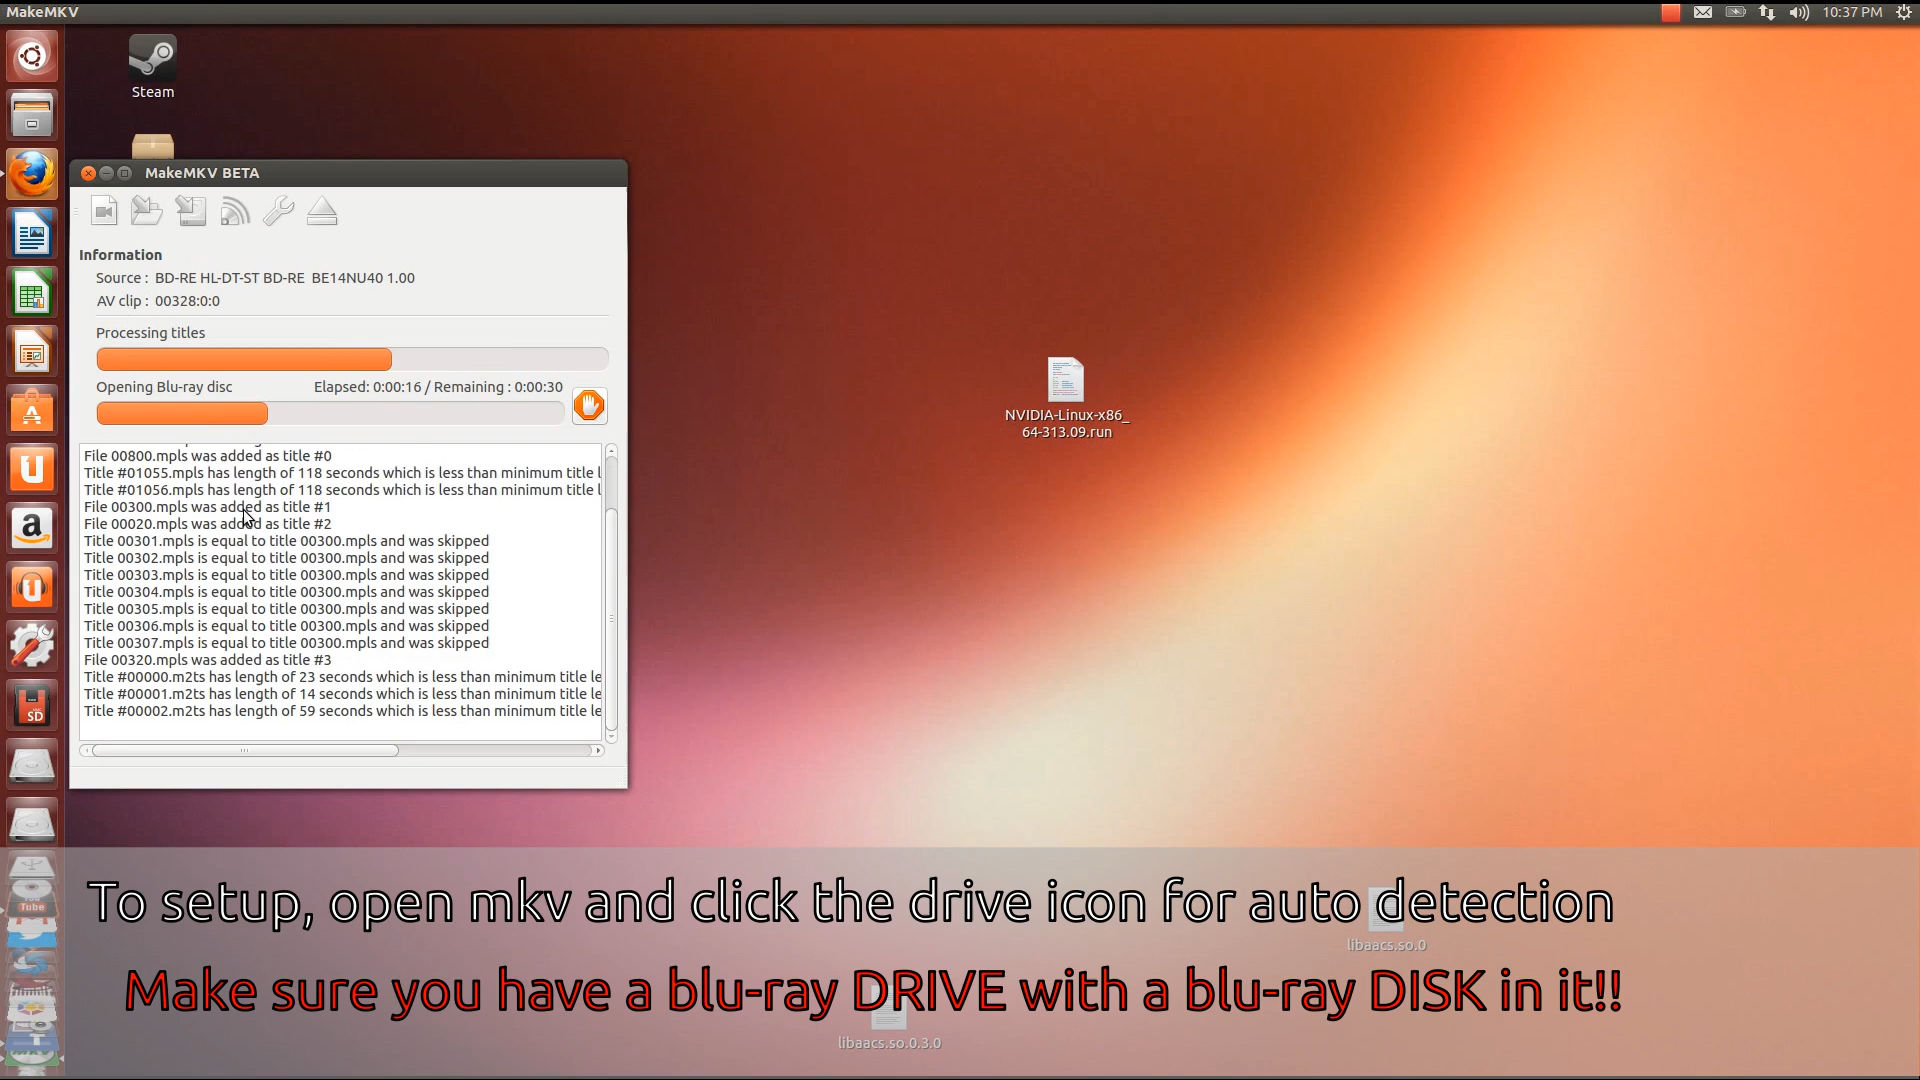 MakeMKV
10:37 PM
Steam
MakeMKV BETA
Information
Source : BD-RE HL-DT-ST BD-RE BE14NU40 1.00
AV clip : 00328:0:0
Processing titles
Opening Blu-ray disc
Elapsed: 0:00:16 / Remaining : 0:00:30
File 00800.mpls was added as title #0
Title #01055.mpls has length of 118 seconds which is less than minimum title l
Title #01056.mpls has length of 118 seconds which is less than minimum title l
File 00300.mpls was added as title #1
File 00020.mpls was added as title #2
Title 00301.mpls is equal to title 00300.mpls and was skipped
Title 00302.mpls is equal to title 00300.mpls and was skipped
Title 00303.mpls is equal to title 00300.mpls and was skipped
Title 00304.mpls is equal to title 00300.mpls and was skipped
Title 00305.mpls is equal to title 00300.mpls and was skipped
Title 00306.mpls is equal to title 00300.mpls and was skipped
Title 00307.mpls is equal to title 00300.mpls and was skipped
File 00320.mpls was added as title #3
Title #00000.m2ts has length of 23 seconds which is less than minimum title le
Title #00001.m2ts has length of 14 seconds which is less than minimum title le
Title #00002.m2ts has length of 59 seconds which is less than minimum title le
NVIDIA-Linux-x86_
64-313.09.run
SD
You Tube
To setup, open mkv and click the drive icon for auto detection
libaacs.so.0
Make sure you have a blu-ray DRIVE with a blu-ray DISK in it!!
libaacs.so.0.3.0